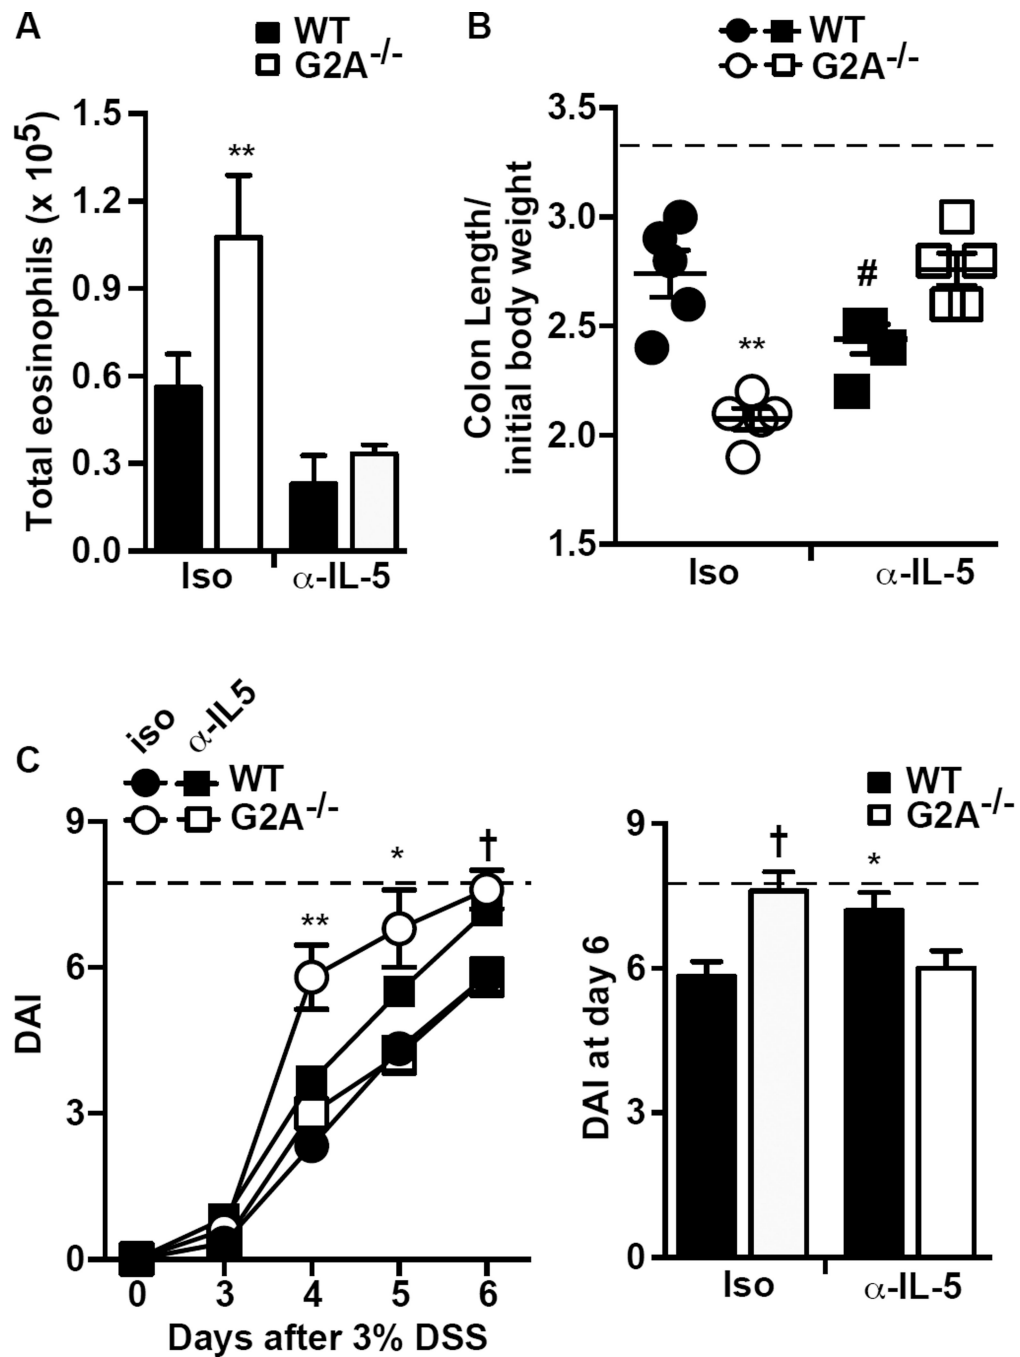 A
WT
G2A-/-
Total eosinophils (x 10⁵)
1.5
1.2
0.9
0.6
0.3
0.0
**
Iso
α-IL-5
B
WT
G2A-/-
Colon Length/
initial body weight
3.5
3.0
2.5
2.0
1.5
**
#
Iso
α-IL-5
C
iso
α-IL5
WT
G2A-/-
DAI
9
6
3
0
**
*
†
0 3 4 5 6
Days after 3% DSS
WT
G2A-/-
DAI at day 6
9
6
3
0
†
*
Iso
α-IL-5